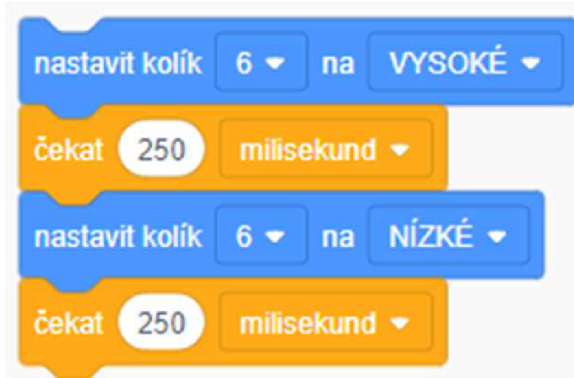 nastavit kolík 6 na VYSOKÉ
čekat 250 milisekund
nastavit kolík 6 na NÍZKÉ
čekat 250 milisekund